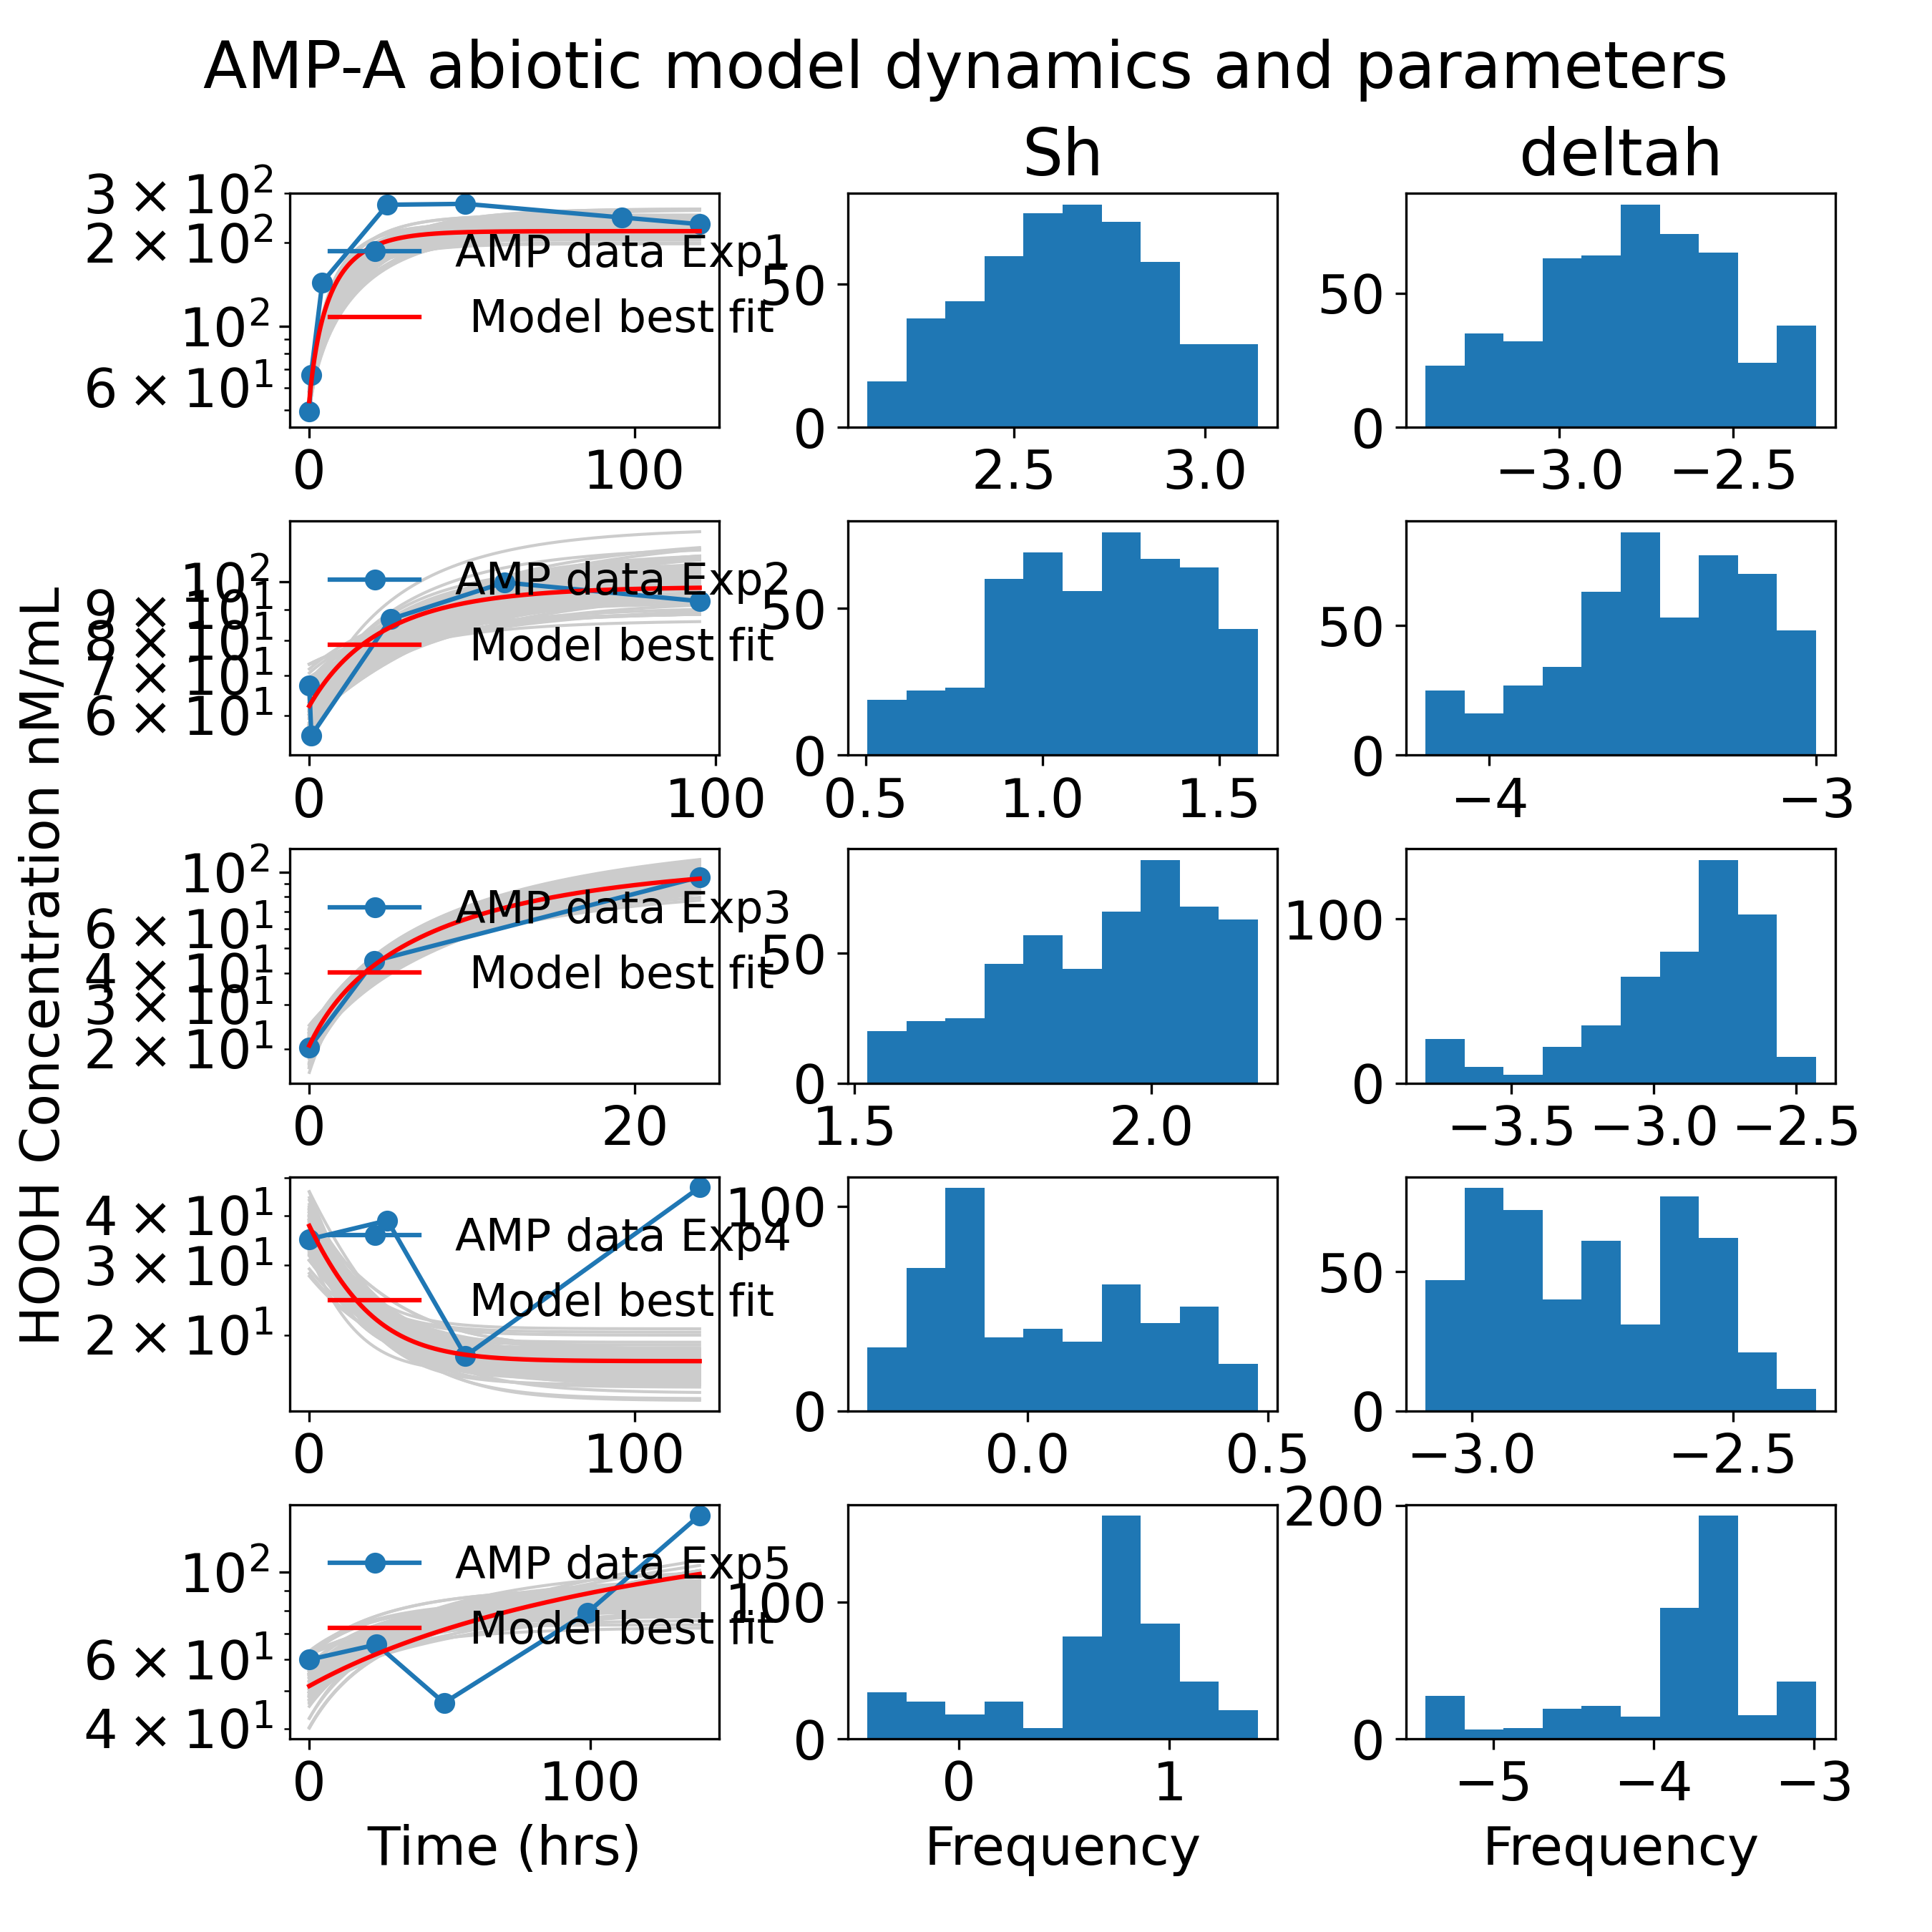 AMP-A abiotic model dynamics and parameters
Sh
deltah
HOOH Concentration nM/mL
3 × 10²
2 × 10²
10²
6 × 10¹
AMP data Exp1
Model best fit
0 100
50
0
2.5 3.0
50
0
−3.0 −2.5
10²
9 × 10¹
8 × 10¹
7 × 10¹
6 × 10¹
AMP data Exp2
Model best fit
0 100
50
0
0.5 1.0 1.5
50
0
−4 −3
10²
6 × 10¹
4 × 10¹
3 × 10¹
2 × 10¹
AMP data Exp3
Model best fit
0 20
50
0
1.5 2.0
100
0
−3.5 −3.0 −2.5
4 × 10¹
3 × 10¹
2 × 10¹
AMP data Exp4
Model best fit
0 100
100
0
0.0 0.5
50
0
−3.0 −2.5
10²
6 × 10¹
4 × 10¹
AMP data Exp5
Model best fit
0 100
100
0
0 1
200
0
−5 −4 −3
Time (hrs)
Frequency
Frequency